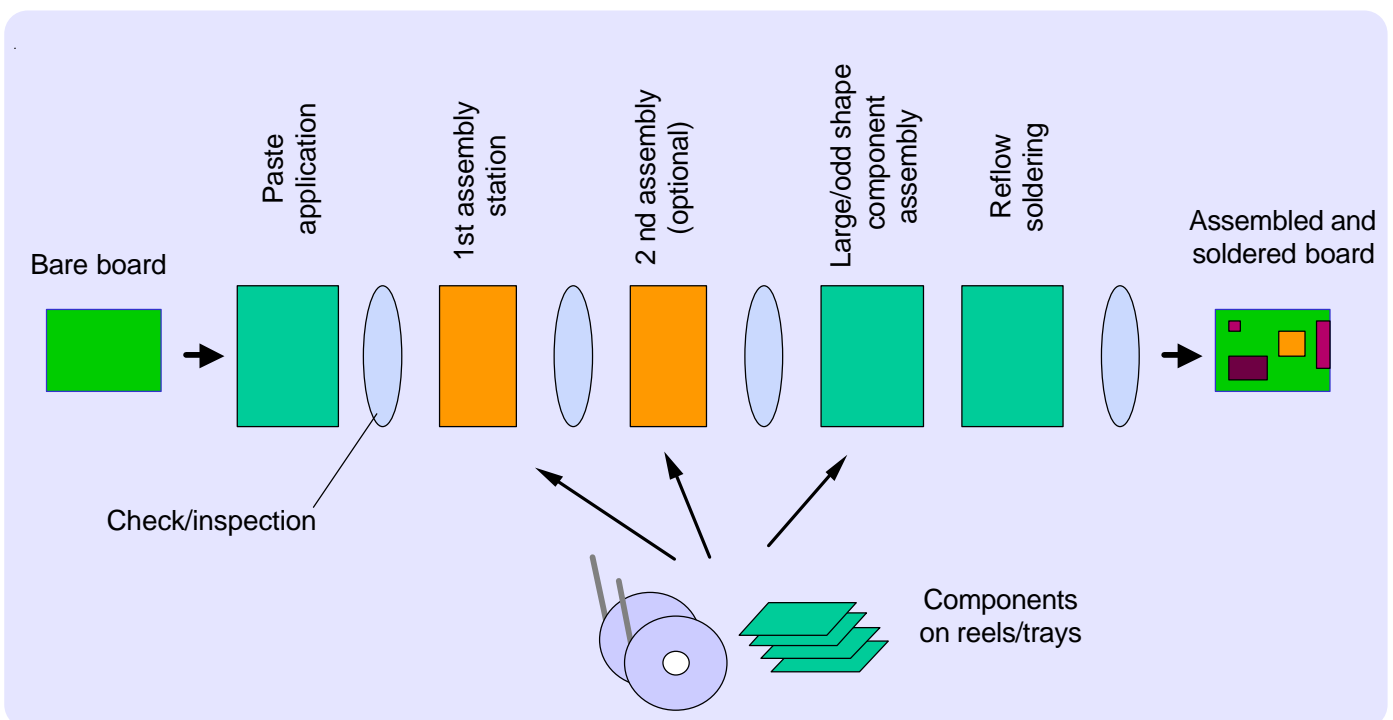 Paste
application
1st assembly
station
2 nd assembly
(optional)
Large/odd shape
component
assembly
Reflow
soldering
Bare board
Assembled and
soldered board
Check/inspection
Components
on reels/trays